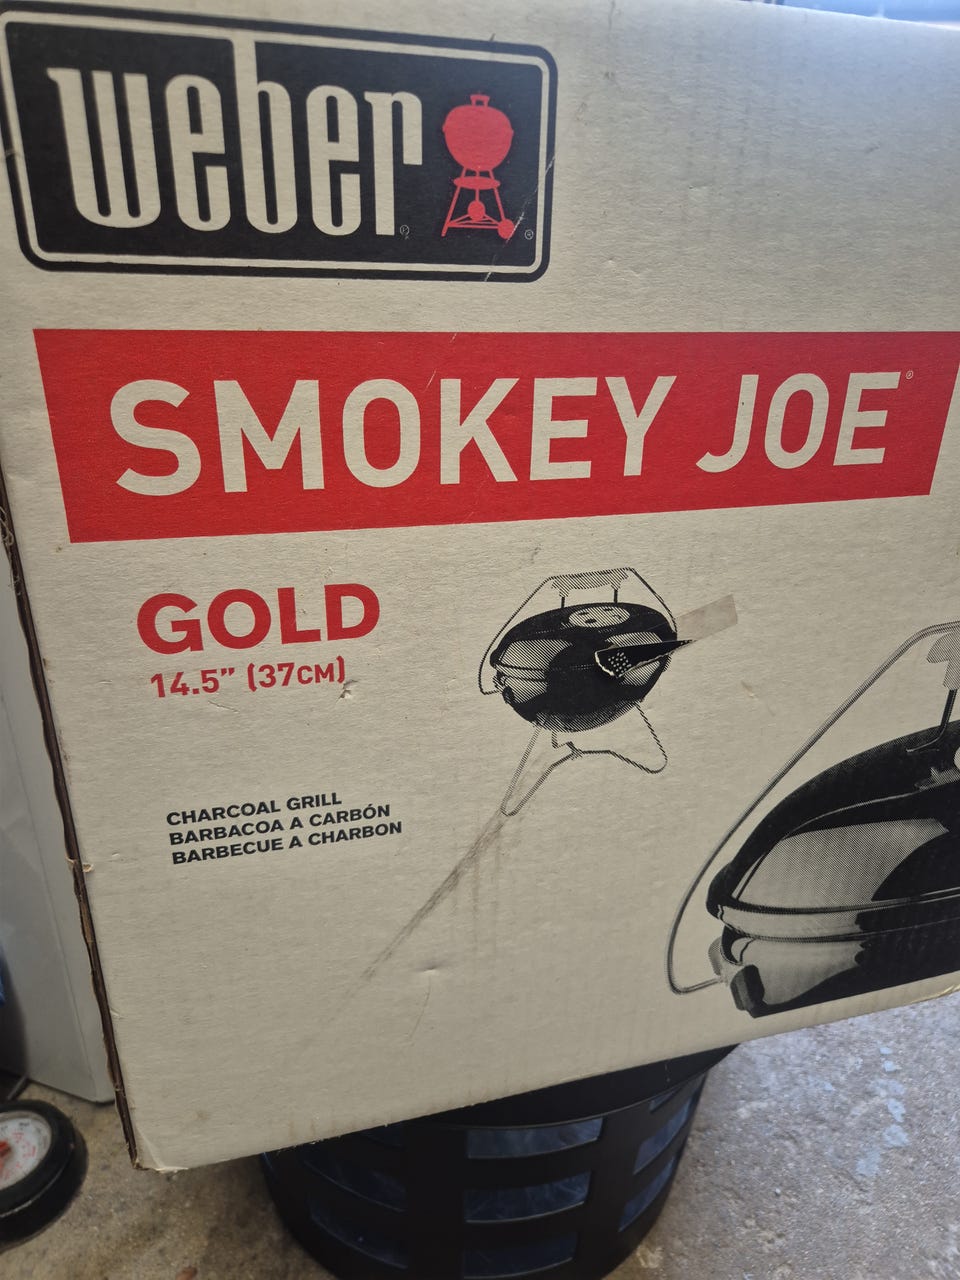 weber
SMOKEY JOE®
GOLD
14.5” (37CM)
CHARCOAL GRILL
BARBACOA A CARBÓN
BARBECUE A CHARBON